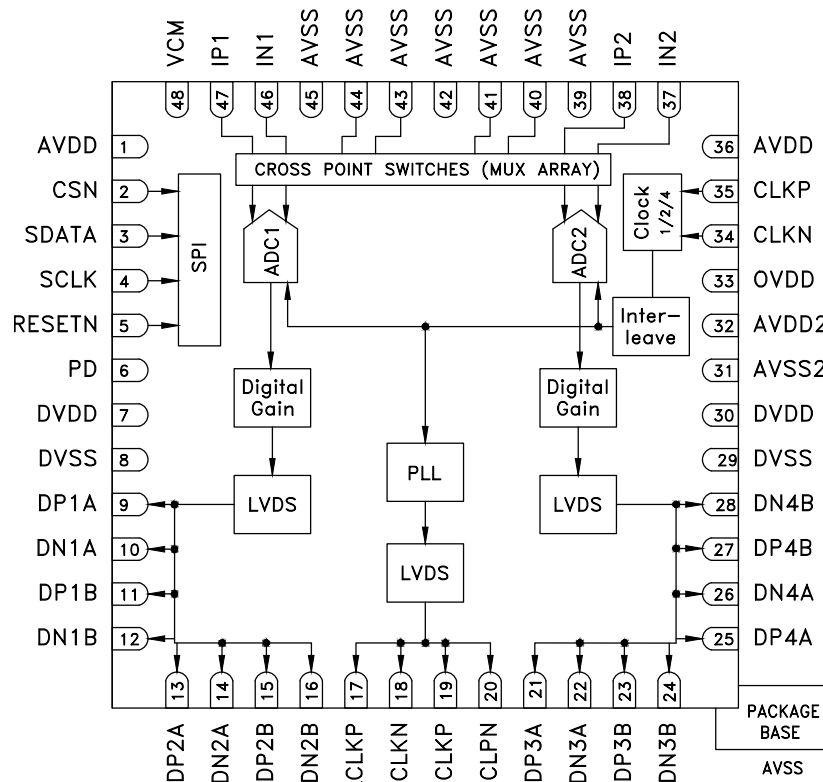 VCM
IP1
IN1
AVSS
AVSS
AVSS
AVSS
AVSS
AVSS
AVSS
IP2
IN2
48
47
46
45
44
43
42
41
40
39
38
37
AVDD 1
CSN 2
SDATA 3
SCLK 4
RESETN 5
PD 6
DVDD 7
DVSS 8
DP1A 9
DN1A 10
DP1B 11
DN1B 12
SPI
CROSS POINT SWITCHES (MUX ARRAY)
ADC1
ADC2
Clock
1/2/4
Inter-
leave
Digital
Gain
Digital
Gain
LVDS
PLL
LVDS
LVDS
36 AVDD
35 CLKP
34 CLKN
33 OVDD
32 AVDD2
31 AVSS2
30 DVDD
29 DVSS
28 DN4B
27 DP4B
26 DN4A
25 DP4A
13
14
15
16
17
18
19
20
21
22
23
24
DP2A
DN2A
DP2B
DN2B
CLKP
CLKN
CLKP
CLPN
DP3A
DN3A
DP3B
DN3B
PACKAGE
BASE
AVSS